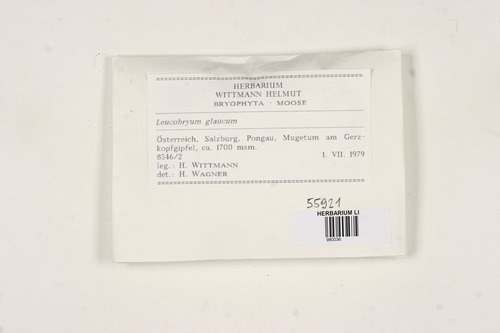 HERBARIUM
WITTMANN HELMUT
BRYOPHYTA - MOOSE
Leucobryum glaucum
Österreich, Salzburg, Pongau, Mugetum am Gerz-
kopfgipfel, ca. 1700 msm.
8546/2 1. VII. 1979
leg.: H. WITTMANN
det.: H. WAGNER
55921
HERBARIUM LI
980036